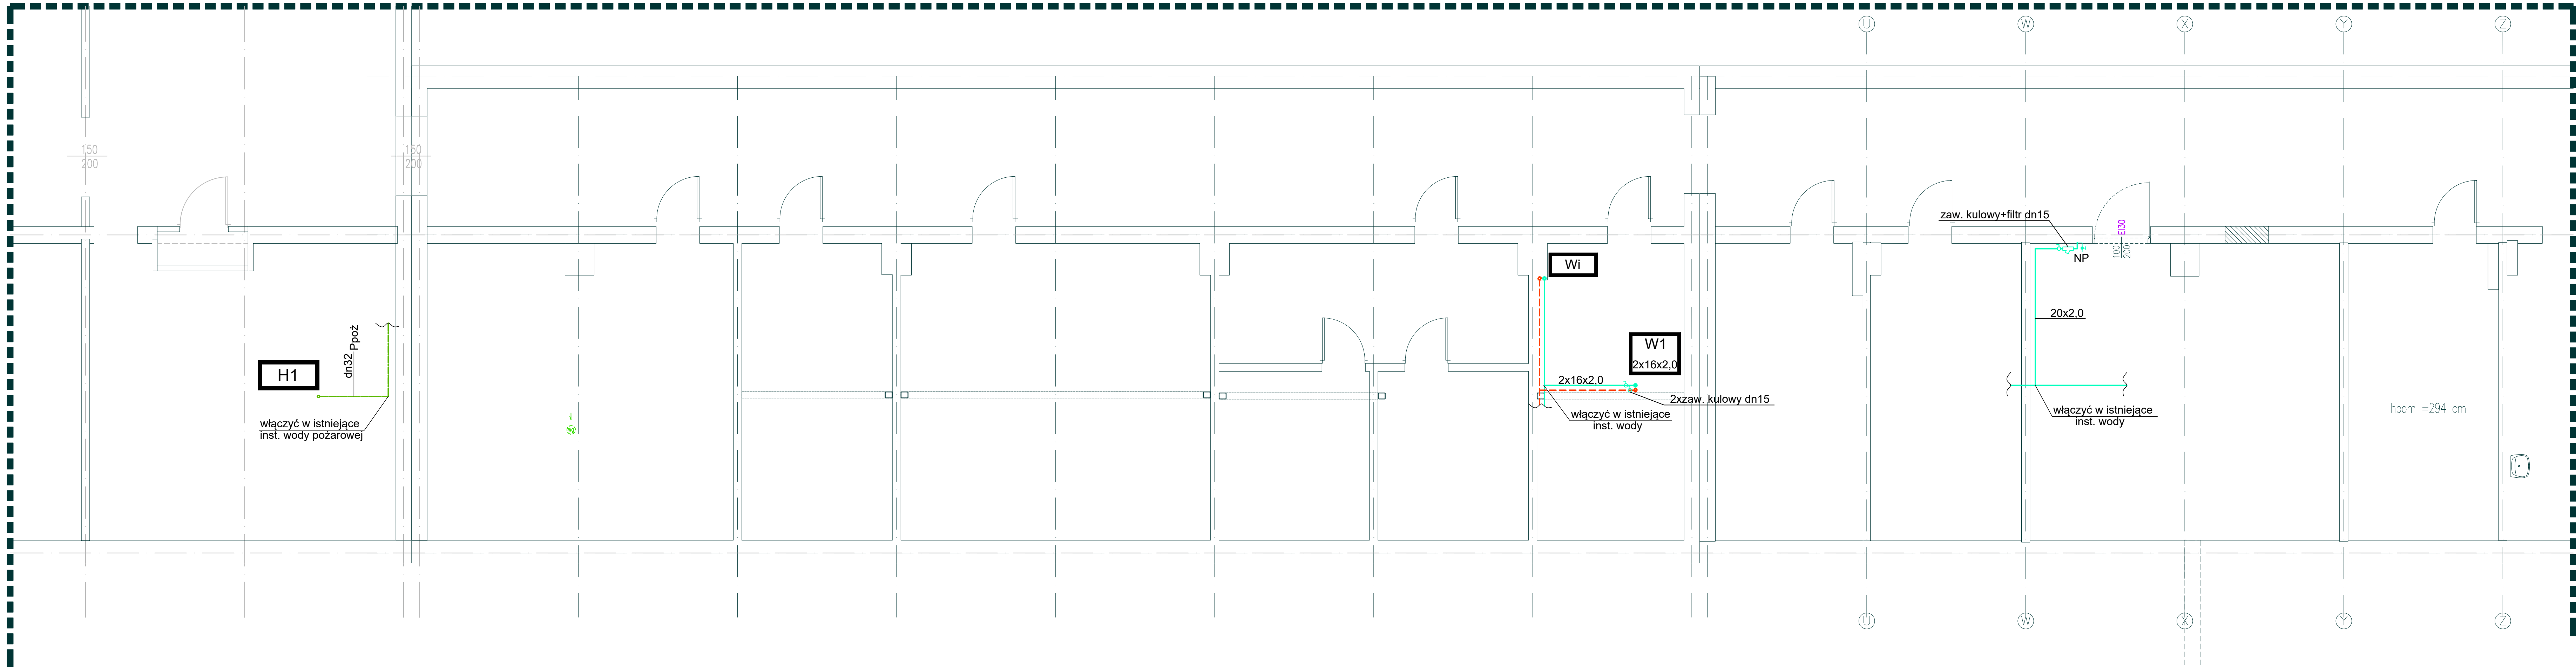 U
W
X
Y
Z
150
200
150
200
zaw. kulowy+filtr dn15
NP
EI30
100
200
Wi
20x2,0
W1
2x16x2,0
Ppoż
dn32
H1
2x16x2,0
2xzaw. kulowy dn15
włączyć w istniejące
inst. wody
włączyć w istniejące
inst. wody
hpom =294 cm
włączyć w istniejące
inst. wody pożarowej
U
W
X
Y
Z